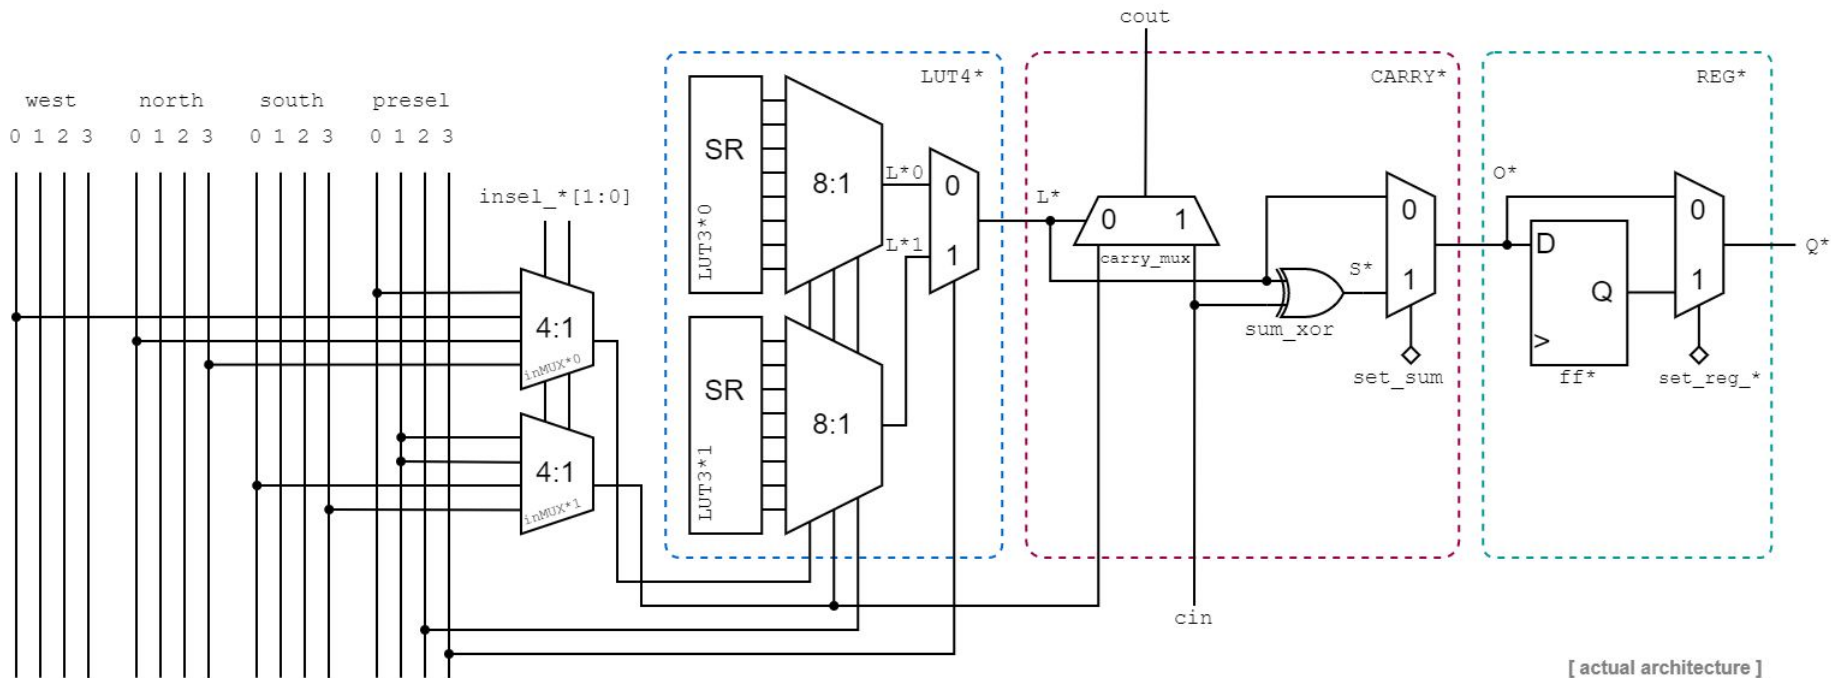 cout
LUT4*
CARRY*
REG*
west north south presel
0 1 2 3 0 1 2 3 0 1 2 3 0 1 2 3
insel_*[1:0]
SR
8:1
LUT3*0
L*0
0
L*1
1
L*
0 1
carry_mux
0
1
S*
sum_xor
set_sum
O*
D
Q
>
ff*
0
1
set_reg_*
Q*
4:1
inMUX*0
4:1
inMUX*1
SR
8:1
LUT3*1
cin
[ actual architecture ]